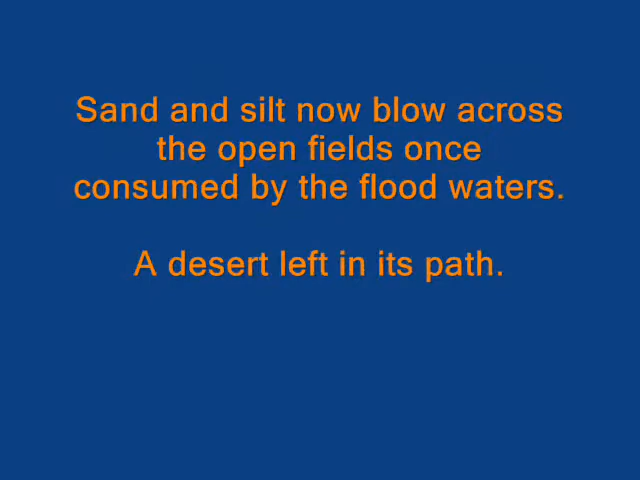 Sand and silt now blow across
the open fields once
consumed by the flood waters.
A desert left in its path.